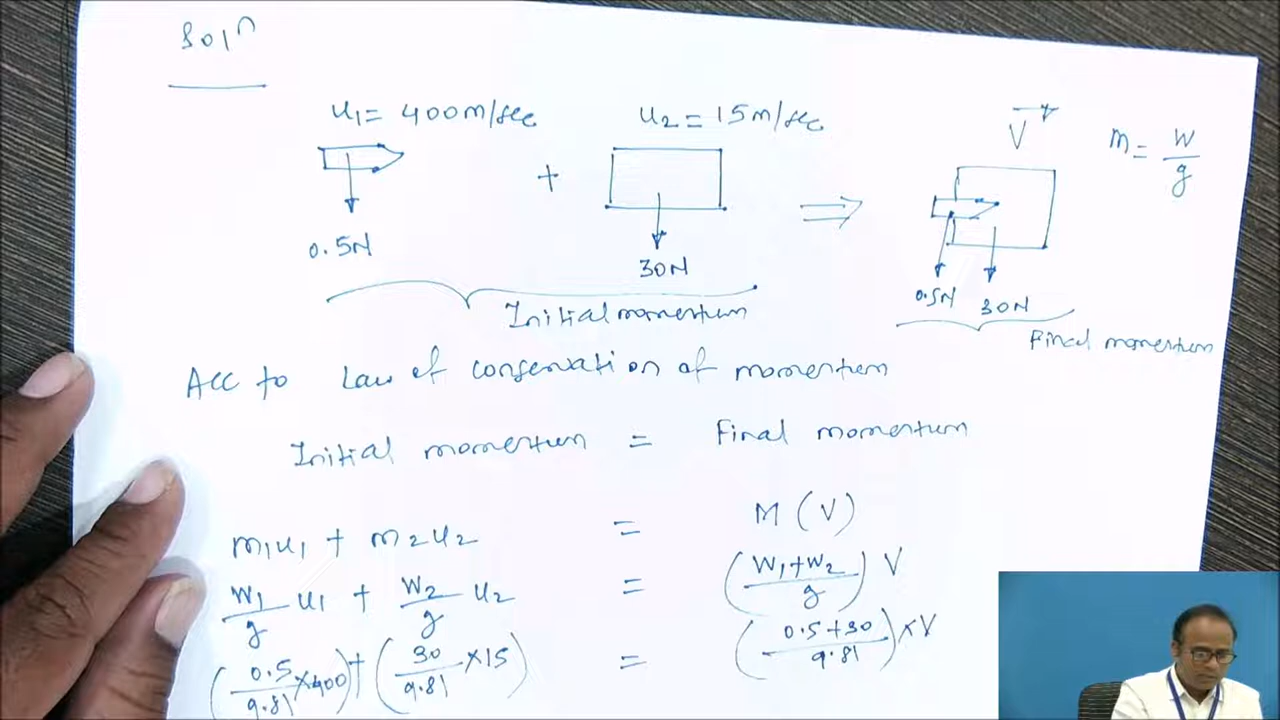 Soln
u1= 400m/sec
u2=15m/sec
V
m= W/g
+
⇒
0.5N
30N
0.5N 30N
Initial momentum
Final momentum
Acc to Law of conservation of momentum
Initial momentum = Final momentum
m1u1 + m2u2 = M (V)
W1/g u1 + W2/g u2 = (W1+W2/g) V
(0.5/9.81 ×400)+ (30/9.81 ×15) = (0.5+30/9.81)×V